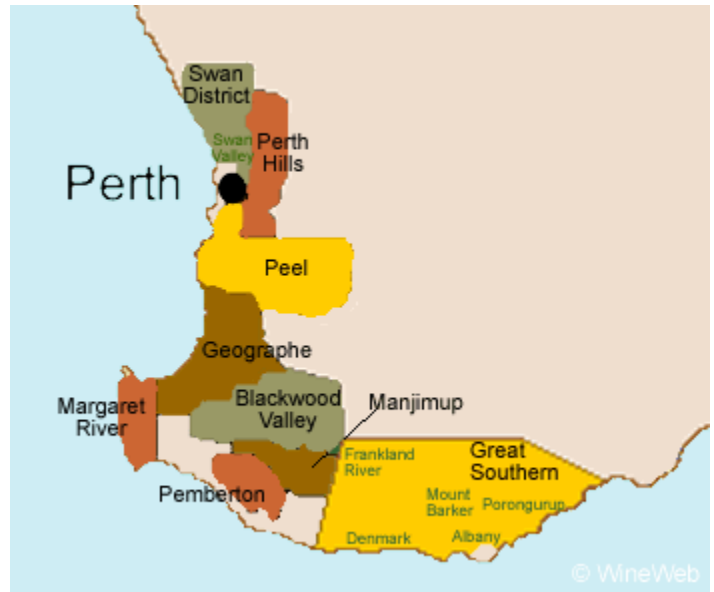 Swan
District
Swan
Valley
Perth
Hills
Perth
Peel
Geographe
Margaret
River
Blackwood
Valley
Manjimup
Frankland
River
Great
Southern
Pemberton
Mount
Barker
Porongurup
Denmark
Albany
© WineWeb